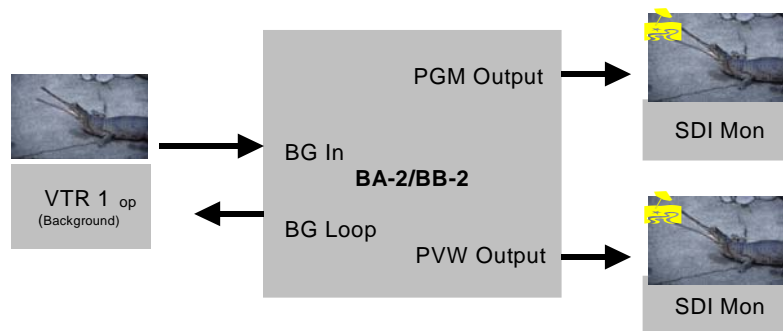 PGM Output
SDI Mon
BG In
BA-2/BB-2
VTR 1 op
(Background)
BG Loop
PVW Output
SDI Mon